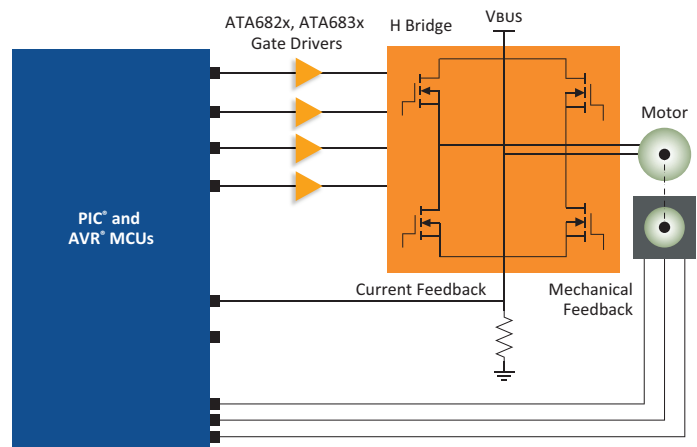 ATA682x, ATA683x
Gate Drivers
H Bridge
VBUS
Motor
PIC® and
AVR® MCUs
Current Feedback
Mechanical
Feedback